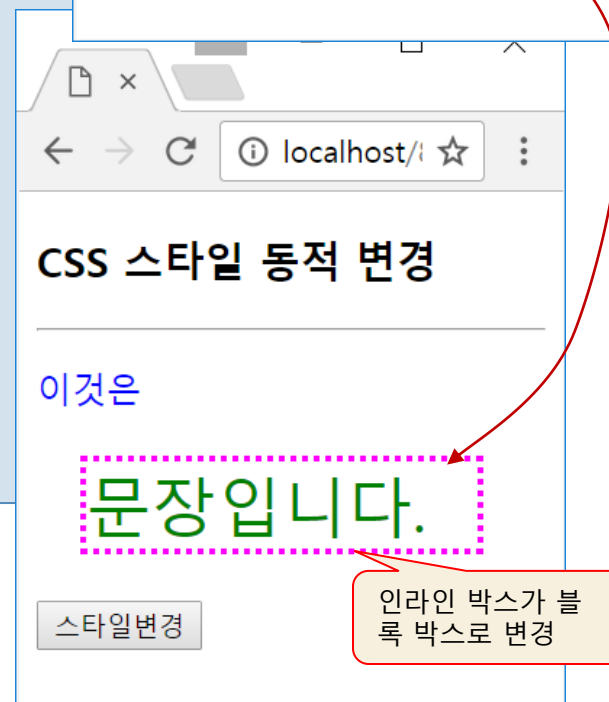 localhost/
CSS 스타일 동적 변경
이것은
문장입니다.
인라인 박스가 블
록 박스로 변경
스타일변경